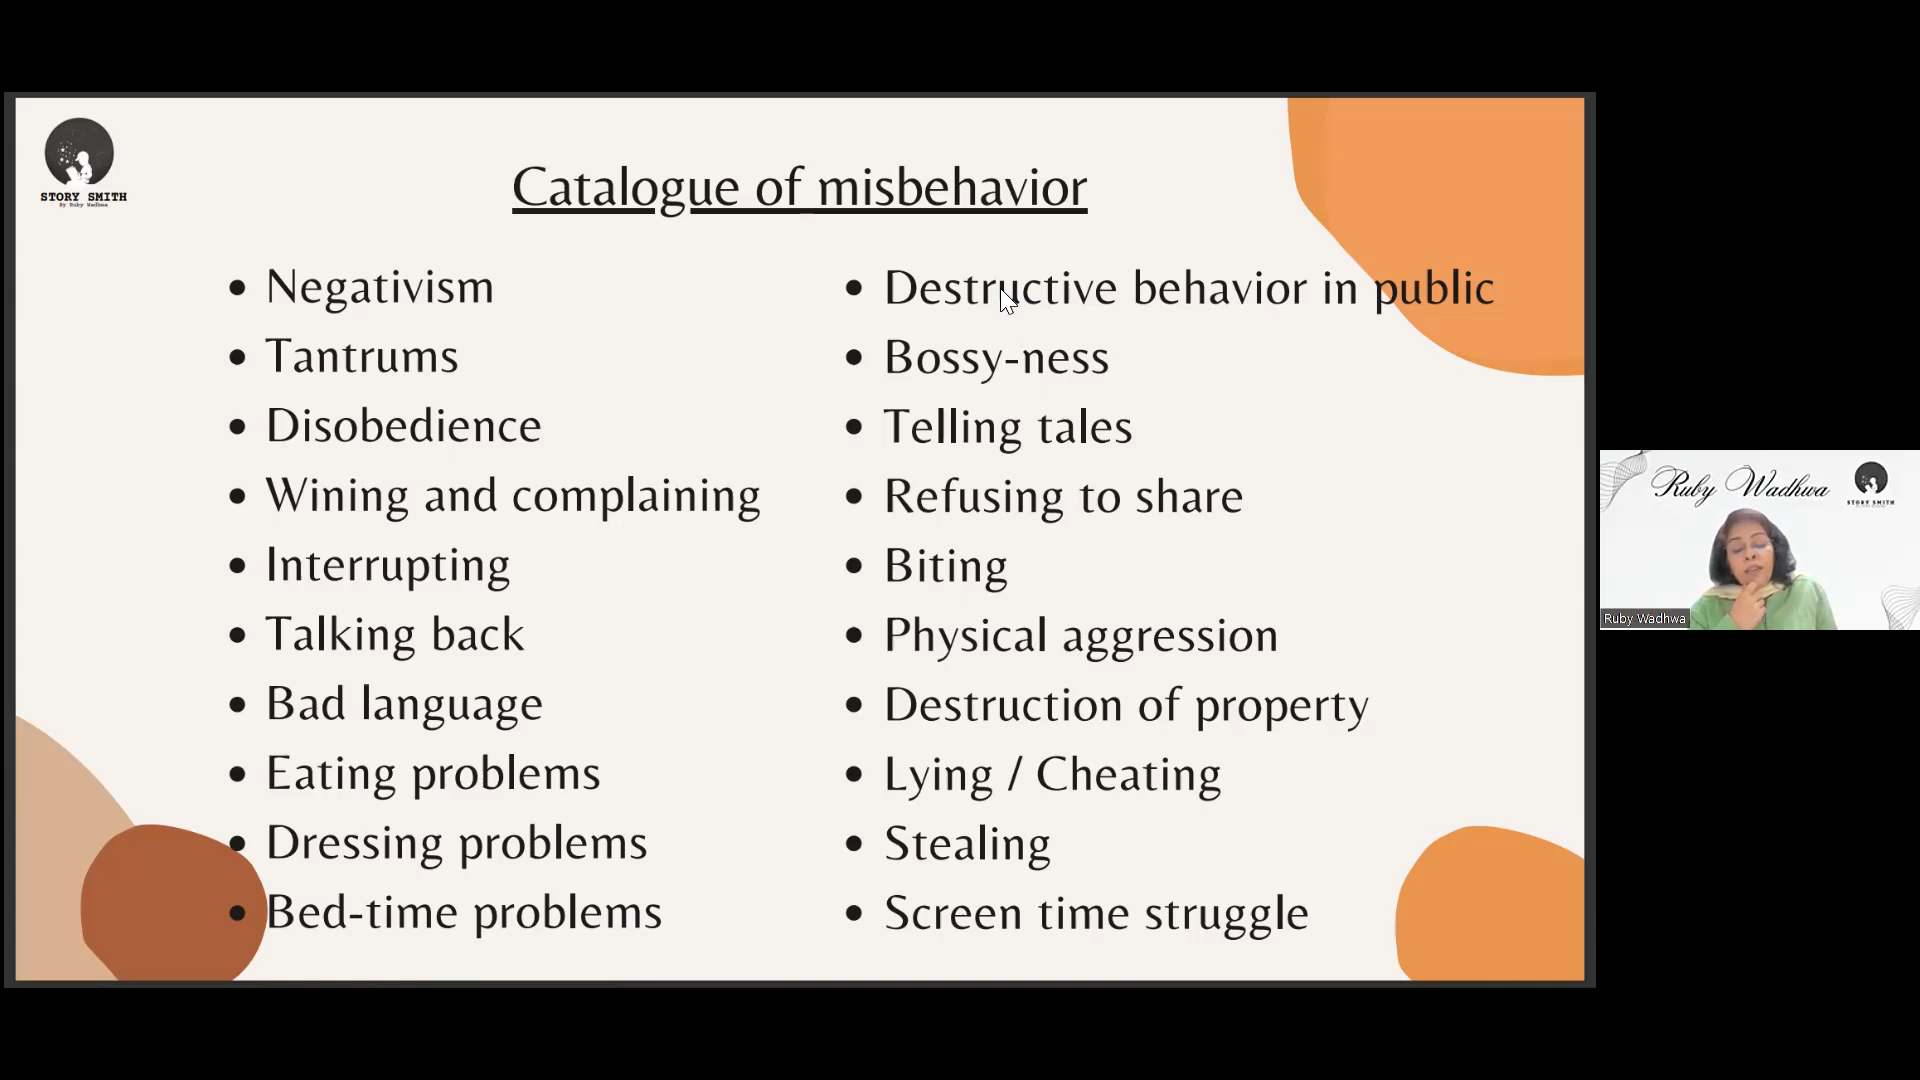 STORY SMITH
By Ruby Wadhwa
Catalogue of misbehavior
Negativism
Tantrums
Disobedience
Wining and complaining
Interrupting
Talking back
Bad language
Eating problems
Dressing problems
Bed-time problems
Destructive behavior in public
Bossy-ness
Telling tales
Refusing to share
Biting
Physical aggression
Destruction of property
Lying / Cheating
Stealing
Screen time struggle
Ruby Wadhwa
STORY SMITH
Ruby Wadhwa